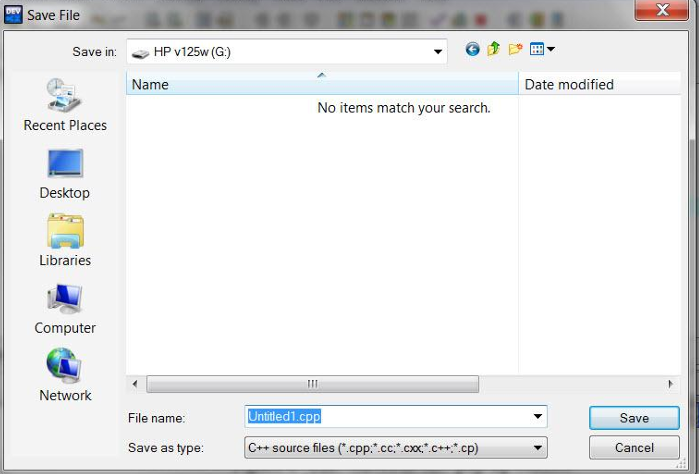 DEV
Save File
Save in:
HP v125w (G:)
Name
Date modified
No items match your search.
Recent Places
Desktop
Libraries
Computer
Network
File name:
Untitled1.cpp
Save
Save as type:
C++ source files (*.cpp;*.cc;*.cxx;*.c++;*.cp)
Cancel